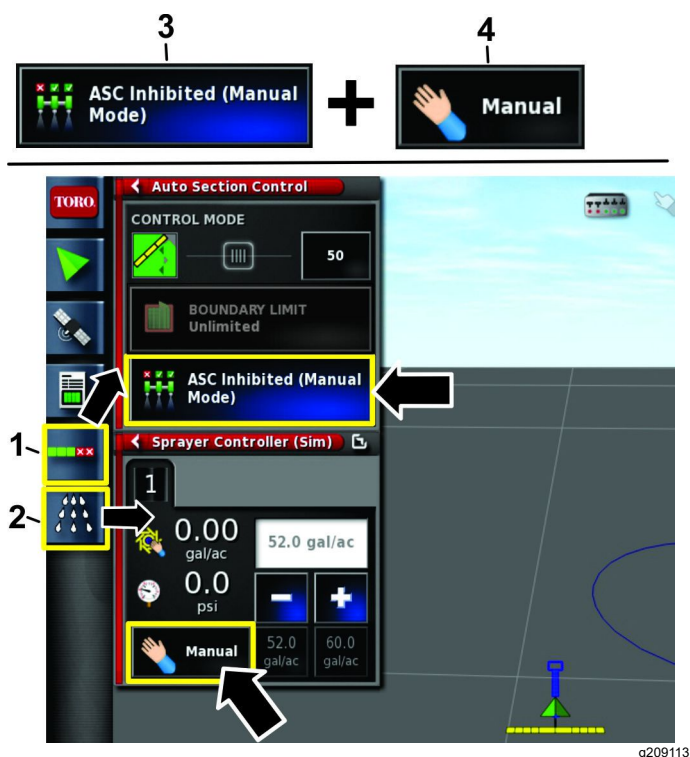 3
4
ASC Inhibited (Manual
Mode)
Manual
TORO.
Auto Section Control
CONTROL MODE
50
BOUNDARY LIMIT
Unlimited
ASC Inhibited (Manual
Mode)
1
Sprayer Controller (Sim)
1
2
0.00
gal/ac
52.0 gal/ac
0.0
psi
Manual
52.0
gal/ac
60.0
gal/ac
g209113